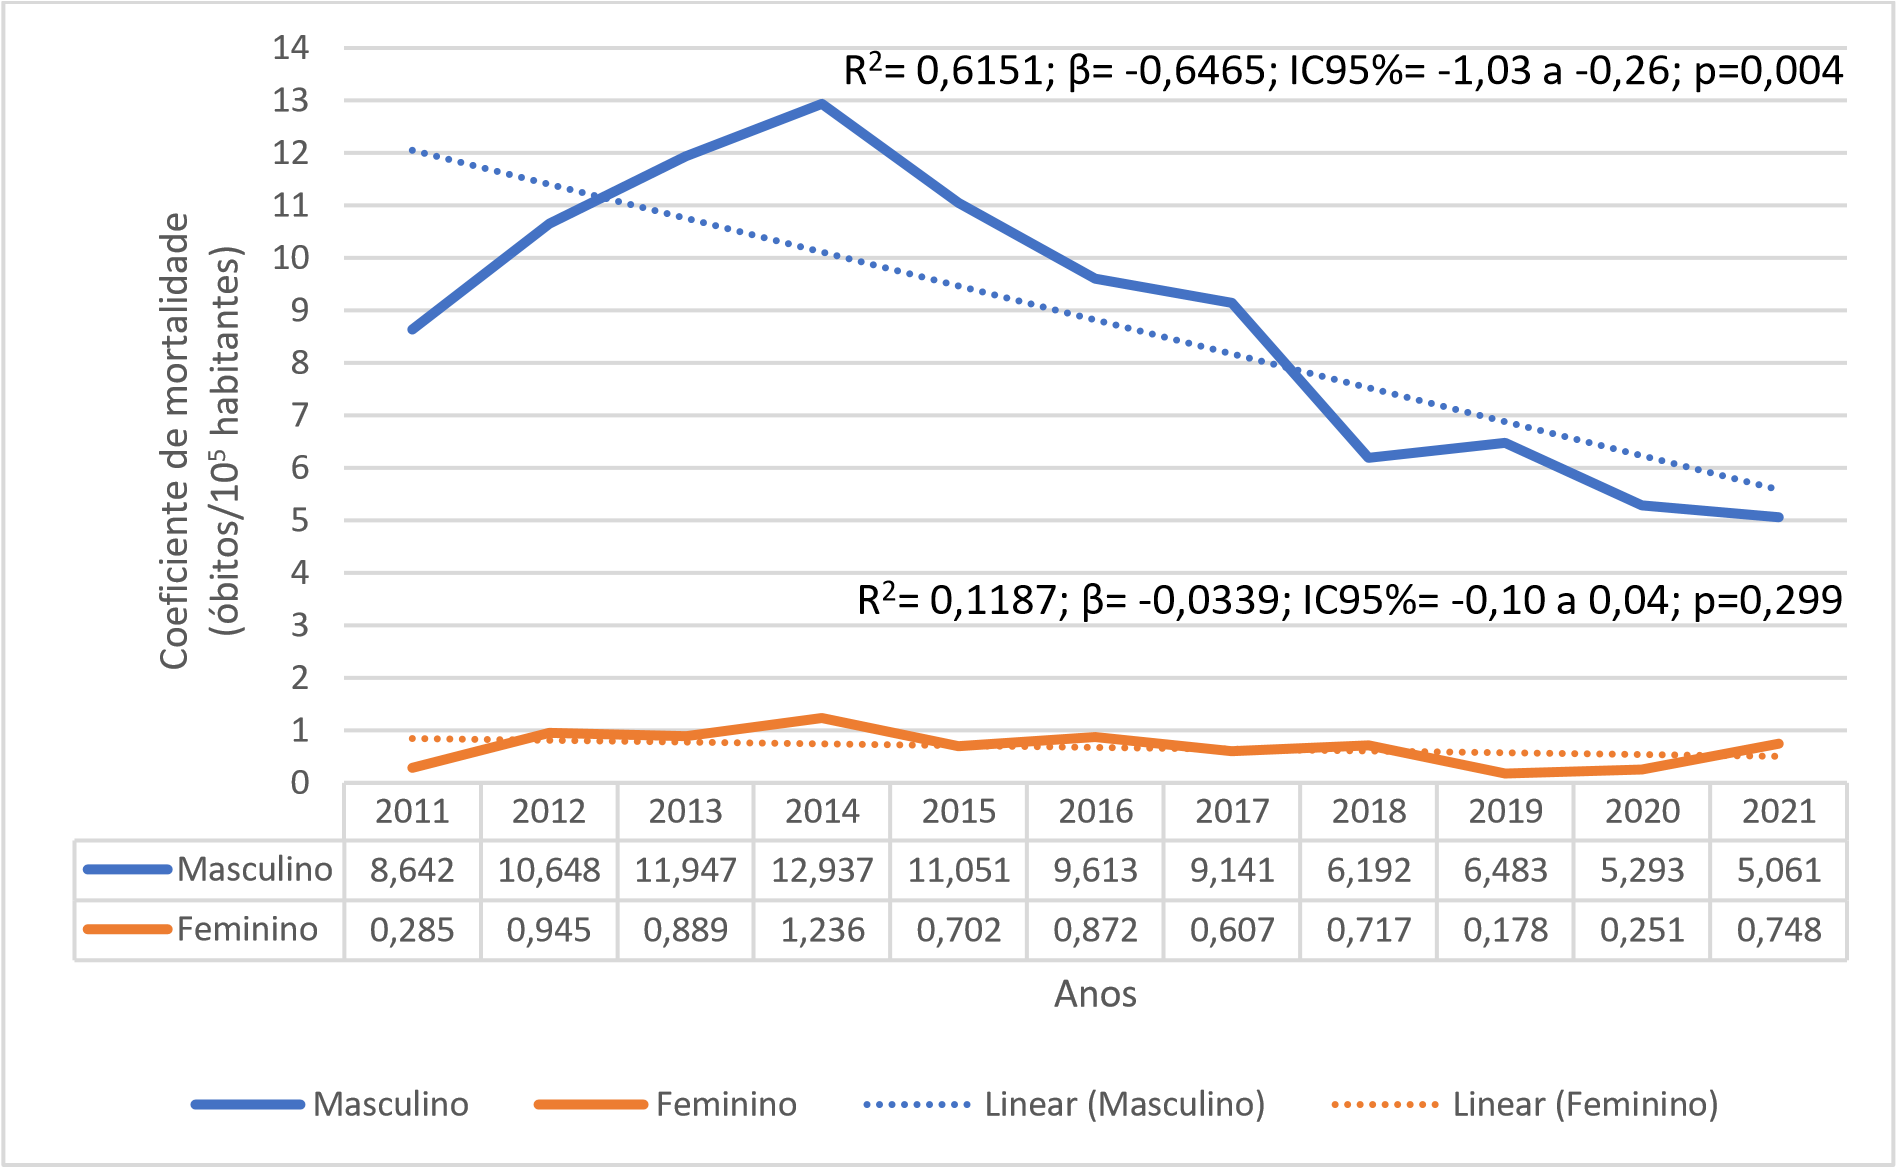 14
R²= 0,6151; β= -0,6465; IC95%= -1,03 a -0,26; p=0,004
13
12
11
10
9
8
7
6
5
4
R²= 0,1187; β= -0,0339; IC95%= -0,10 a 0,04; p=0,299
3
2
1
0
Coeficiente de mortalidade
(óbitos/10⁵ habitantes)
2011 2012 2013 2014 2015 2016 2017 2018 2019 2020 2021
Masculino 8,642 10,648 11,947 12,937 11,051 9,613 9,141 6,192 6,483 5,293 5,061
Feminino 0,285 0,945 0,889 1,236 0,702 0,872 0,607 0,717 0,178 0,251 0,748
Anos
Masculino Feminino Linear (Masculino) Linear (Feminino)